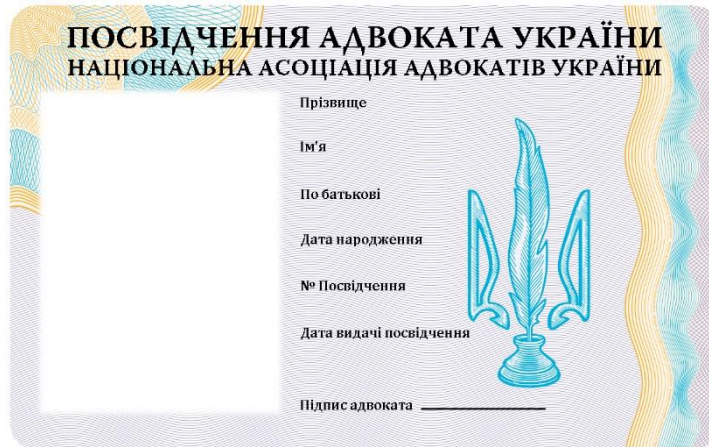 ПОСВІДЧЕННЯ АДВОКАТА УКРАЇНИ
НАЦІОНАЛЬНА АСОЦІАЦІЯ АДВОКАТІВ УКРАЇНИ
Прізвище
Ім'я
По батькові
Дата народження
№ Посвідчення
Дата видачі посвідчення
Підпис адвоката